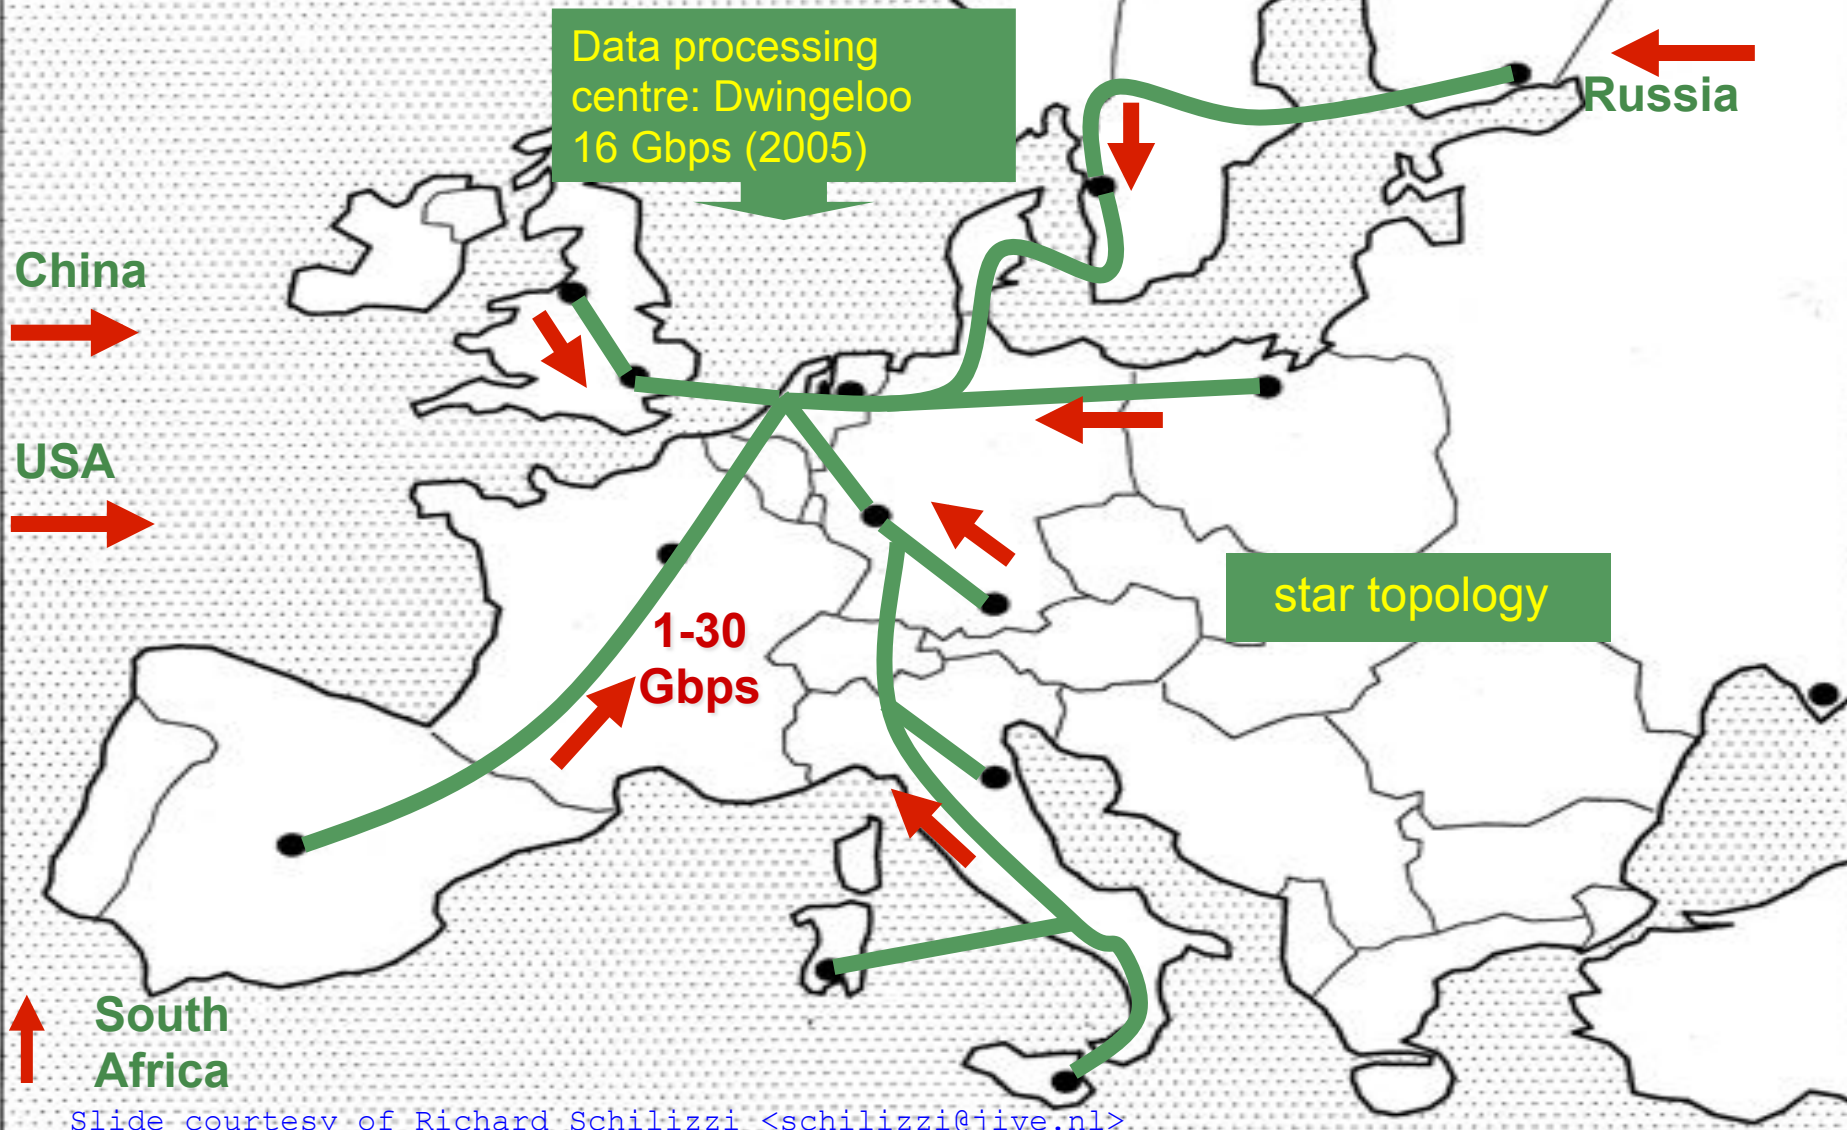 Data processing
centre: Dwingeloo
16 Gbps (2005)
Russia
China
USA
star topology
1-30
Gbps
South
Africa
Slide courtesy of Richard Schilizzi <schilizzi@jive.nl>